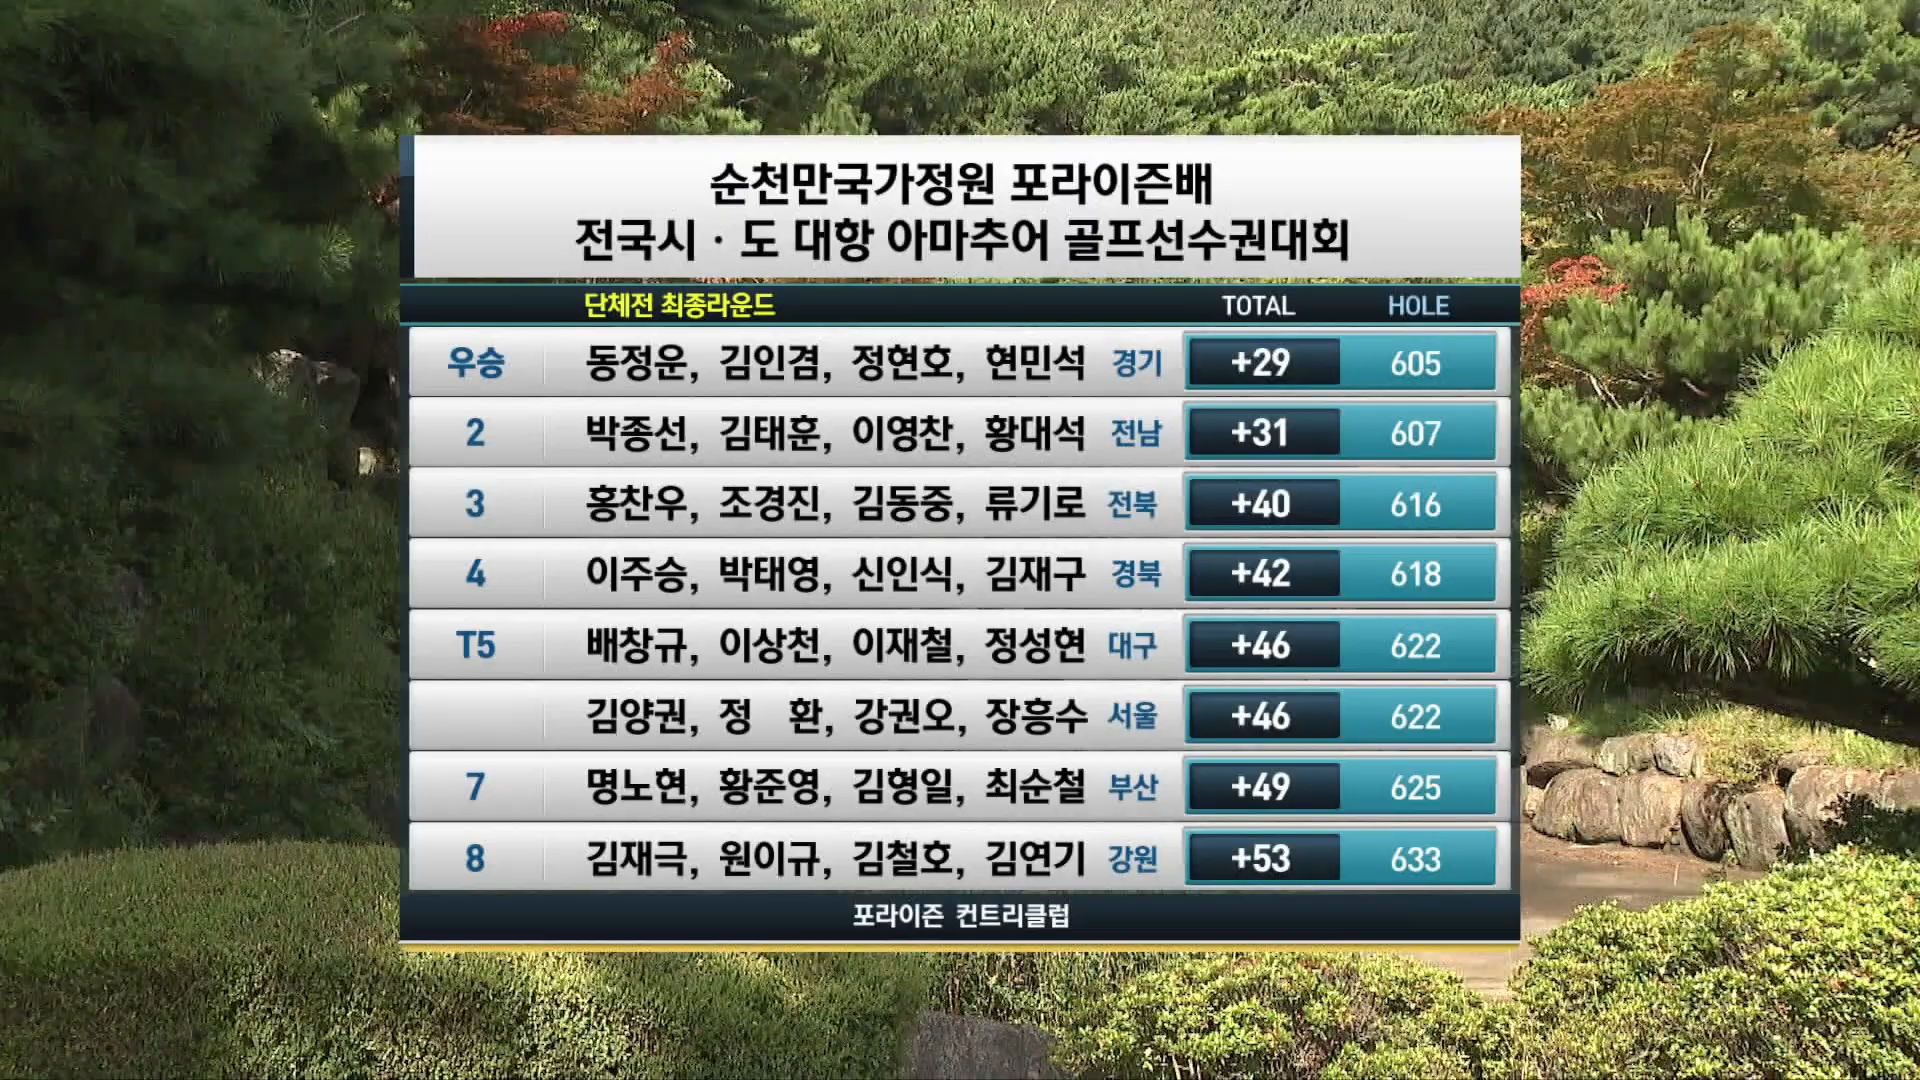 순천만국가정원 포라이즌배
전국시 · 도 대항 아마추어 골프선수권대회
단체전 최종라운드 TOTAL HOLE
우승 동정운, 김인겸, 정현호, 현민석 경기 +29 605
2 박종선, 김태훈, 이영찬, 황대석 전남 +31 607
3 홍찬우, 조경진, 김동중, 류기로 전북 +40 616
4 이주승, 박태영, 신인식, 김재구 경북 +42 618
T5 배창규, 이상천, 이재철, 정성현 대구 +46 622
김양권, 정 환, 강권오, 장흥수 서울 +46 622
7 명노현, 황준영, 김형일, 최순철 부산 +49 625
8 김재극, 원이규, 김철호, 김연기 강원 +53 633
포라이즌 컨트리클럽